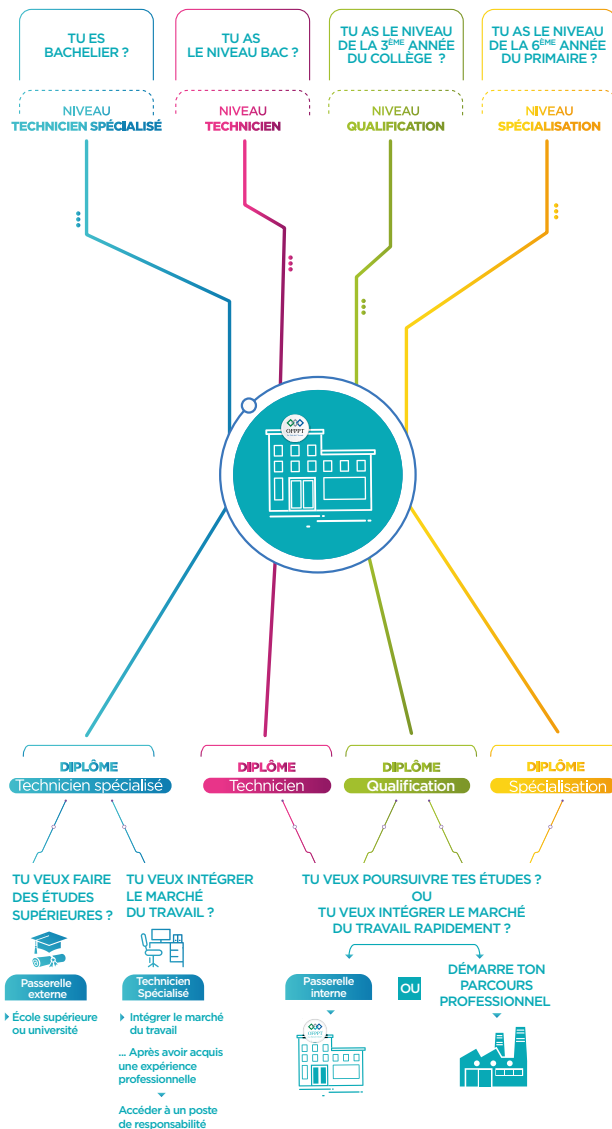 TU ES
BACHELIER ?
TU AS
LE NIVEAU BAC ?
TU AS LE NIVEAU
DE LA 3ÈME ANNÉE
DU COLLÈGE ?
TU AS LE NIVEAU
DE LA 6ÈME ANNÉE
DU PRIMAIRE ?
NIVEAU
TECHNICIEN SPÉCIALISÉ
NIVEAU
TECHNICIEN
NIVEAU
QUALIFICATION
NIVEAU
SPÉCIALISATION
OFPPT
DIPLÔME
Technicien spécialisé
DIPLÔME
Technicien
DIPLÔME
Qualification
DIPLÔME
Spécialisation
TU VEUX FAIRE
DES ÉTUDES
SUPÉRIEURES ?
Passerelle
externe
École supérieure
ou université
TU VEUX INTÉGRER
LE MARCHÉ
DU TRAVAIL ?
Technicien
Spécialisé
Intégrer le marché
du travail
... Après avoir acquis
une expérience
professionnelle
Accéder à un poste
de responsabilité
TU VEUX POURSUIVRE TES ÉTUDES ?
OU
TU VEUX INTÉGRER LE MARCHÉ
DU TRAVAIL RAPIDEMENT ?
Passerelle
interne
OFPPT
OU
DÉMARRE TON
PARCOURS
PROFESSIONNEL